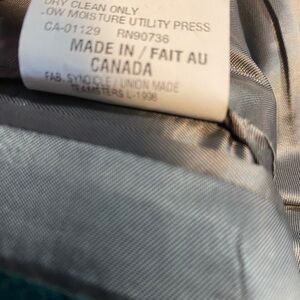 DRY CLEAN ONLY
LOW MOISTURE UTILITY PRESS
CA-01129 RN90736
MADE IN / FAIT AU
CANADA
FAB. SYNDICLE / UNION MADE
TEAMSTERS L-1998